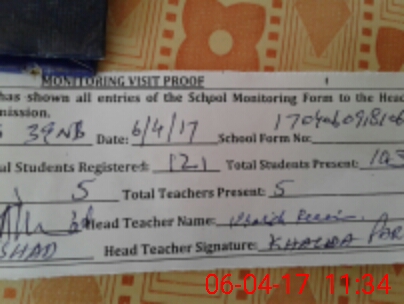 MONITORING VISIT PROOF
has shown all entries of the School Monitoring Form to the Head
mission.
39NB Date: 6/4/17 School Form No:
al Students Registered: 121 Total Students Present:
5 Total Teachers Present: 5
Head Teacher Name: Khalida
SHAD Head Teacher Signature: KHALIDA PAR
06-04-17 11:34